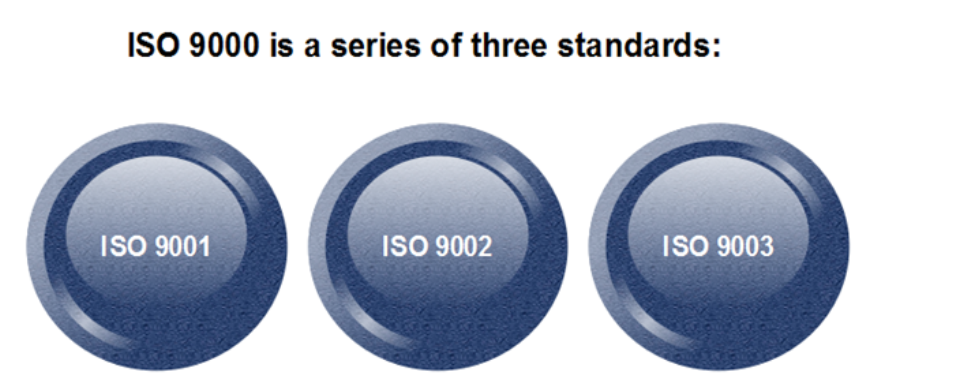 ISO 9000 is a series of three standards:
ISO 9001
ISO 9002
ISO 9003